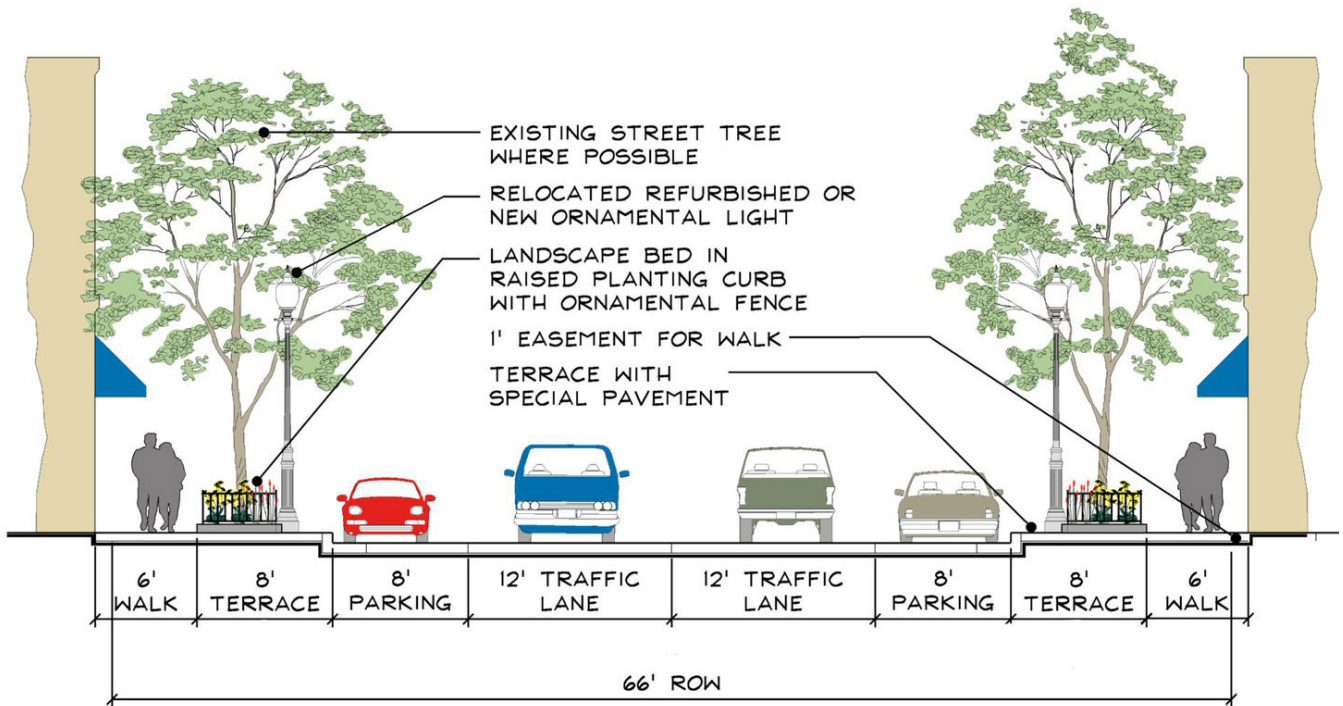 EXISTING STREET TREE
WHERE POSSIBLE
RELOCATED REFURBISHED OR
NEW ORNAMENTAL LIGHT
LANDSCAPE BED IN
RAISED PLANTING CURB
WITH ORNAMENTAL FENCE
1' EASEMENT FOR WALK
TERRACE WITH
SPECIAL PAVEMENT
6'
WALK
8'
TERRACE
8'
PARKING
12' TRAFFIC
LANE
12' TRAFFIC
LANE
8'
PARKING
8'
TERRACE
6'
WALK
66' ROW